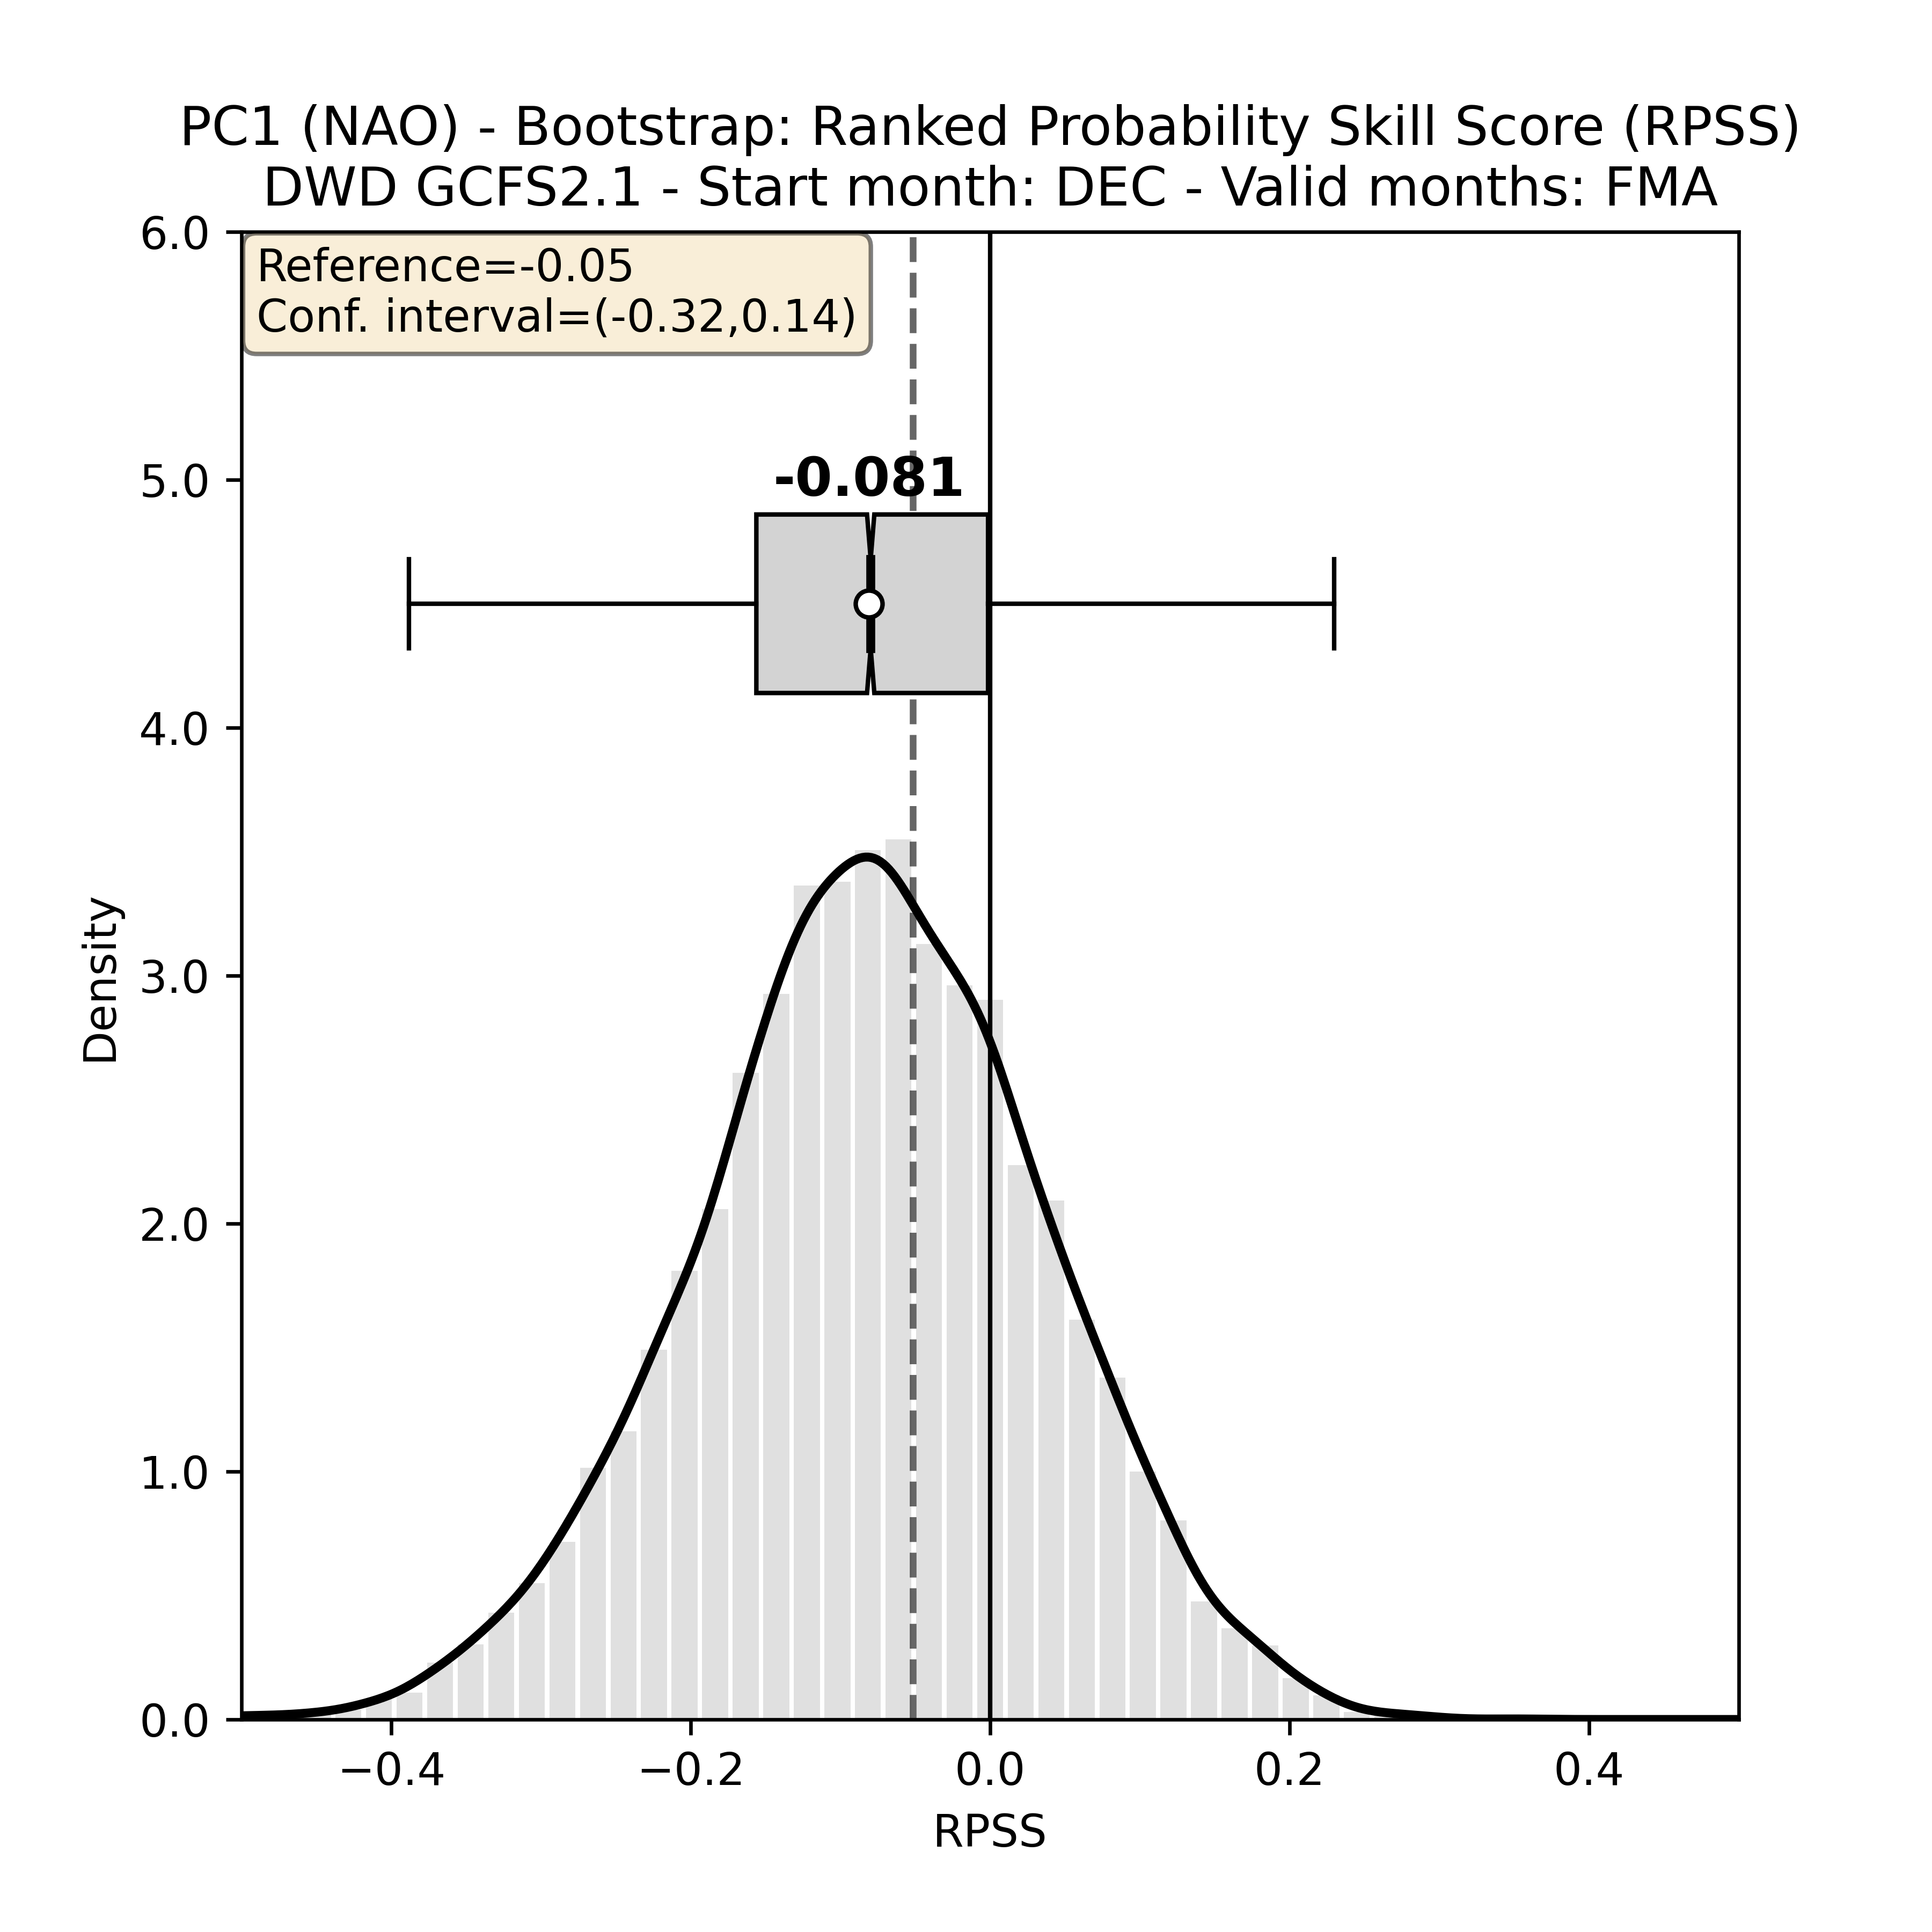 PC1 (NAO) - Bootstrap: Ranked Probability Skill Score (RPSS)
DWD GCFS2.1 - Start month: DEC - Valid months: FMA
Reference=-0.05
Conf. interval=(-0.32,0.14)
-0.081
6.0
5.0
4.0
3.0
2.0
1.0
0.0
Density
−0.4
−0.2
0.0
0.2
0.4
RPSS